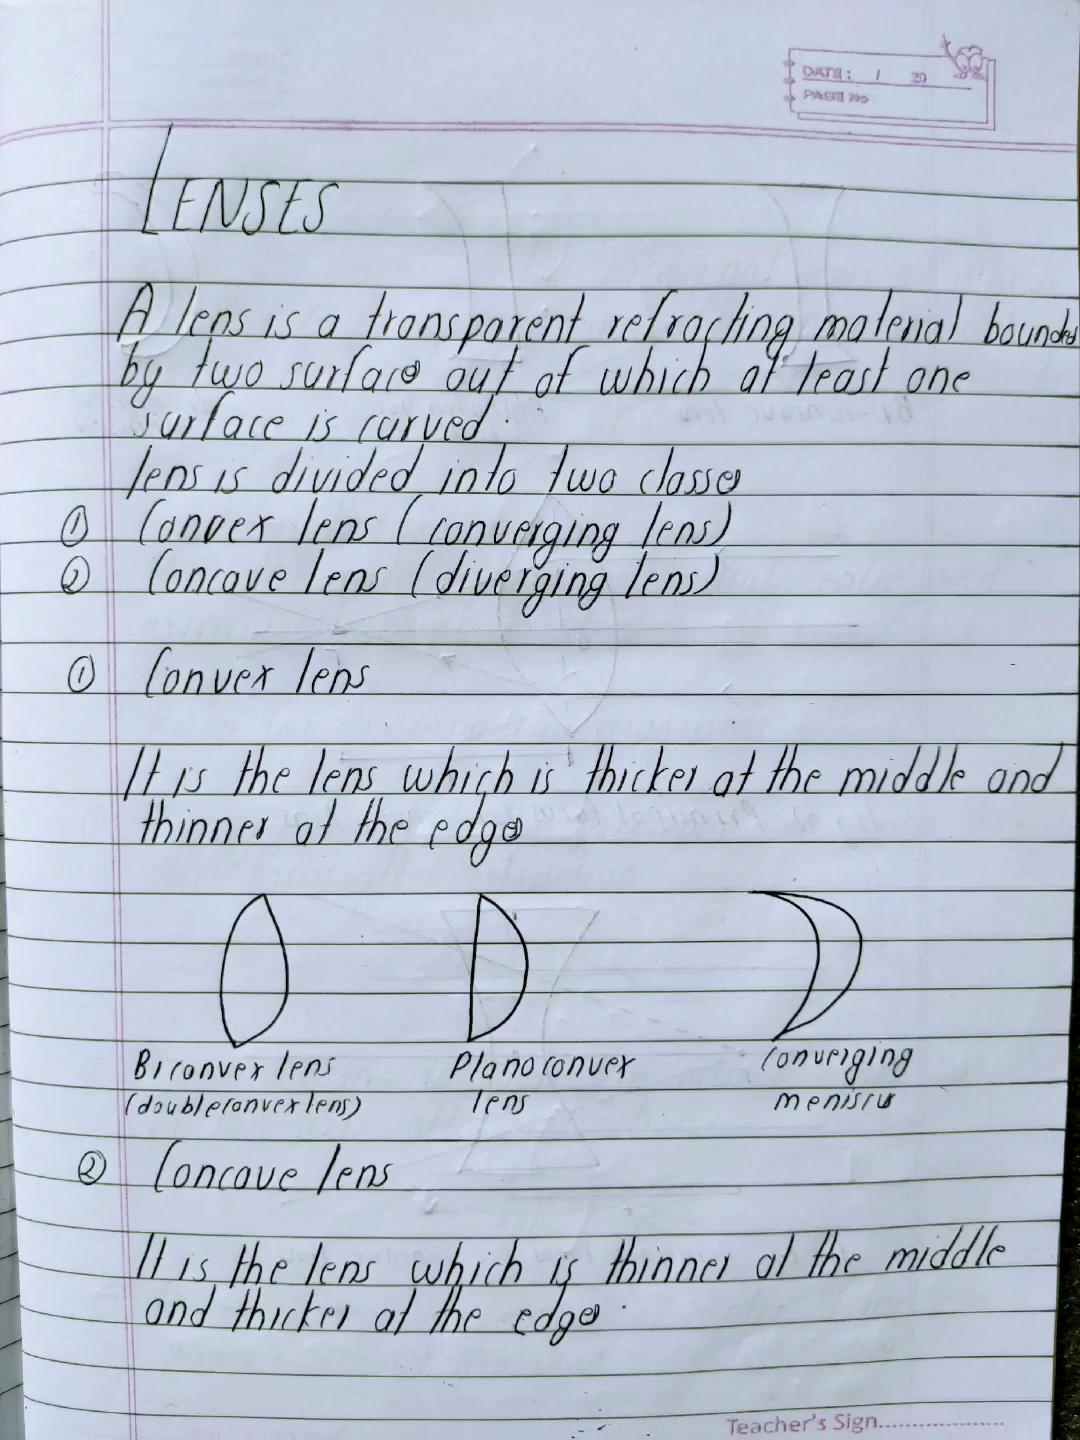 DATE: / 20
PAGE No
LENSES
A lens is a transparent refracting material bounded
by two surfaces out of which at least one
surface is curved.
lens is divided into two classes
① Convex lens (converging lens)
② Concave lens (diverging lens)
① Convex lens
It is the lens which is thicker at the middle and
thinner at the edges
Biconvex lens Planoconvex converging
(double convex lens) lens meniscus
② Concave lens
It is the lens which is thinner at the middle
and thicker at the edges.
Teacher's Sign....................